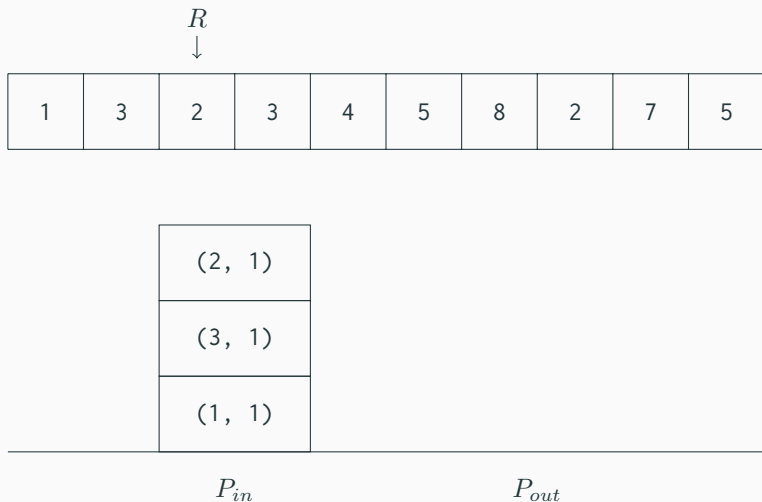 R
↓
1 3 2 3 4 5 8 2 7 5
(2, 1)
(3, 1)
(1, 1)
P_in P_out